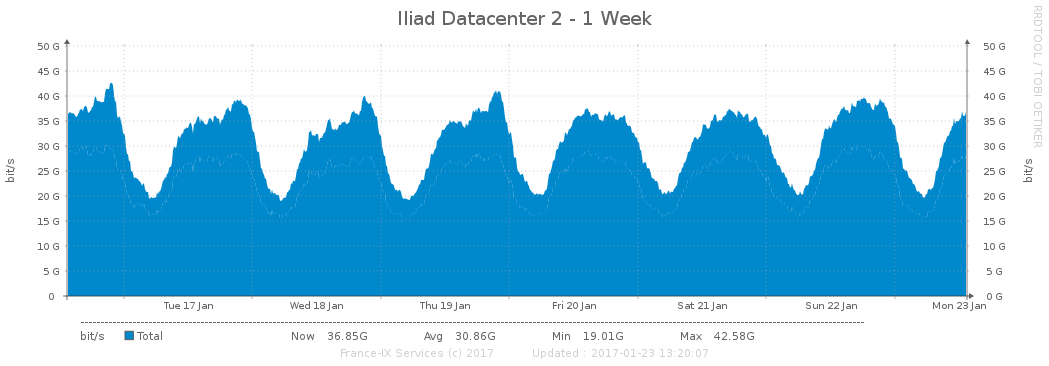 Iliad Datacenter 2 - 1 Week
RRDTOOL / TOBI OETIKER
bit/s
50 G 50 G
45 G 45 G
40 G 40 G
35 G 35 G
30 G 30 G
25 G 25 G
20 G 20 G
15 G 15 G
10 G 10 G
5 G 5 G
0 0 G
bit/s
Tue 17 Jan Wed 18 Jan Thu 19 Jan Fri 20 Jan Sat 21 Jan Sun 22 Jan Mon 23 Jan
bit/s Total Now 36.85G Avg 30.86G Min 19.01G Max 42.58G
France-IX Services (c) 2017 Updated : 2017-01-23 13:20:07